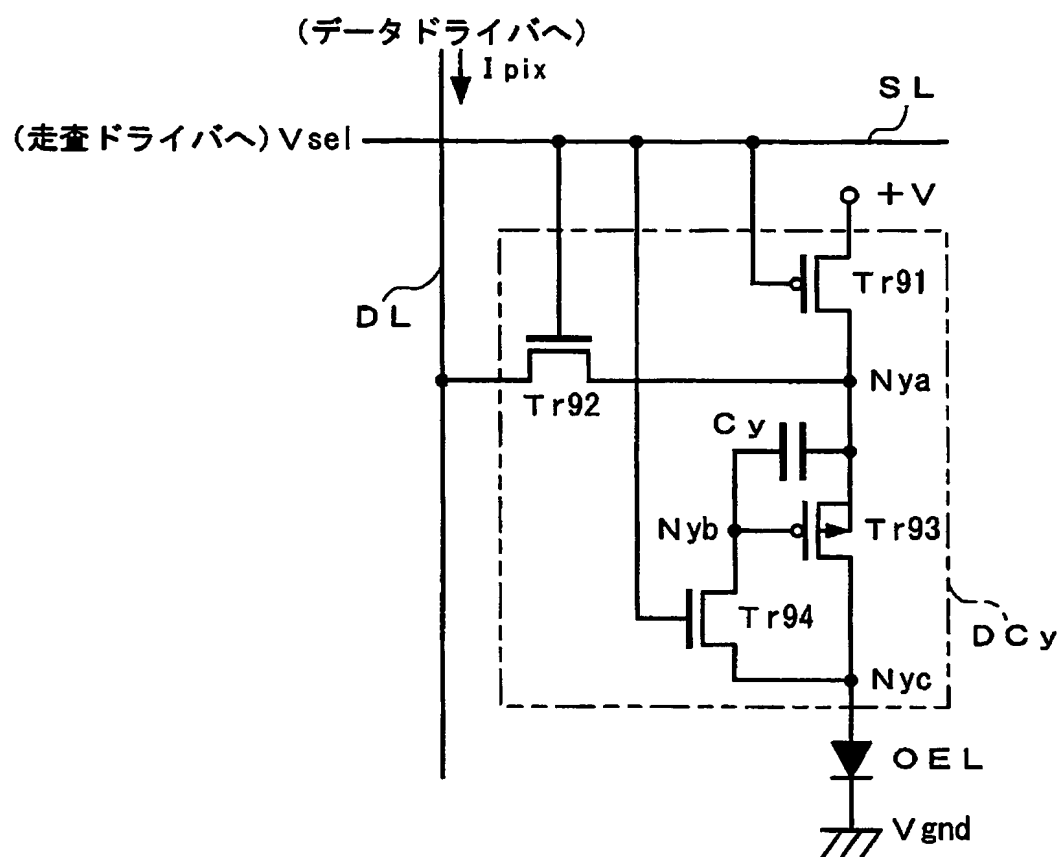 (データドライバへ)
Ipix
SL
(走査ドライバへ)Vsel
+V
Tr91
DL
Nya
Tr92
Cy
Nyb
Tr93
Tr94
DCy
Nyc
OEL
Vgnd